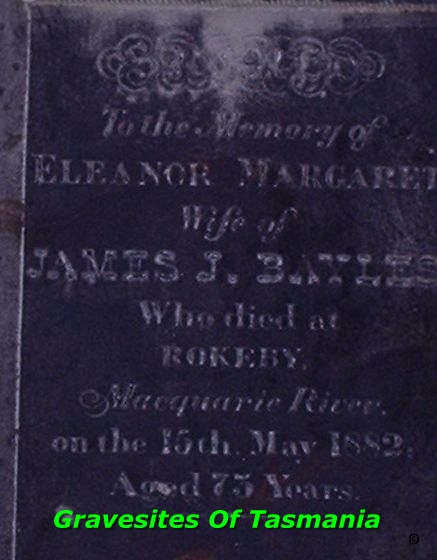 To the Memory of
ELEANOR MARGARET
Wife of
JAMES J. BAYLES
Who died at
ROKEBY,
Macquarie River,
on the 15th May 1882,
Aged 75 Years.
Gravesites Of Tasmania
©